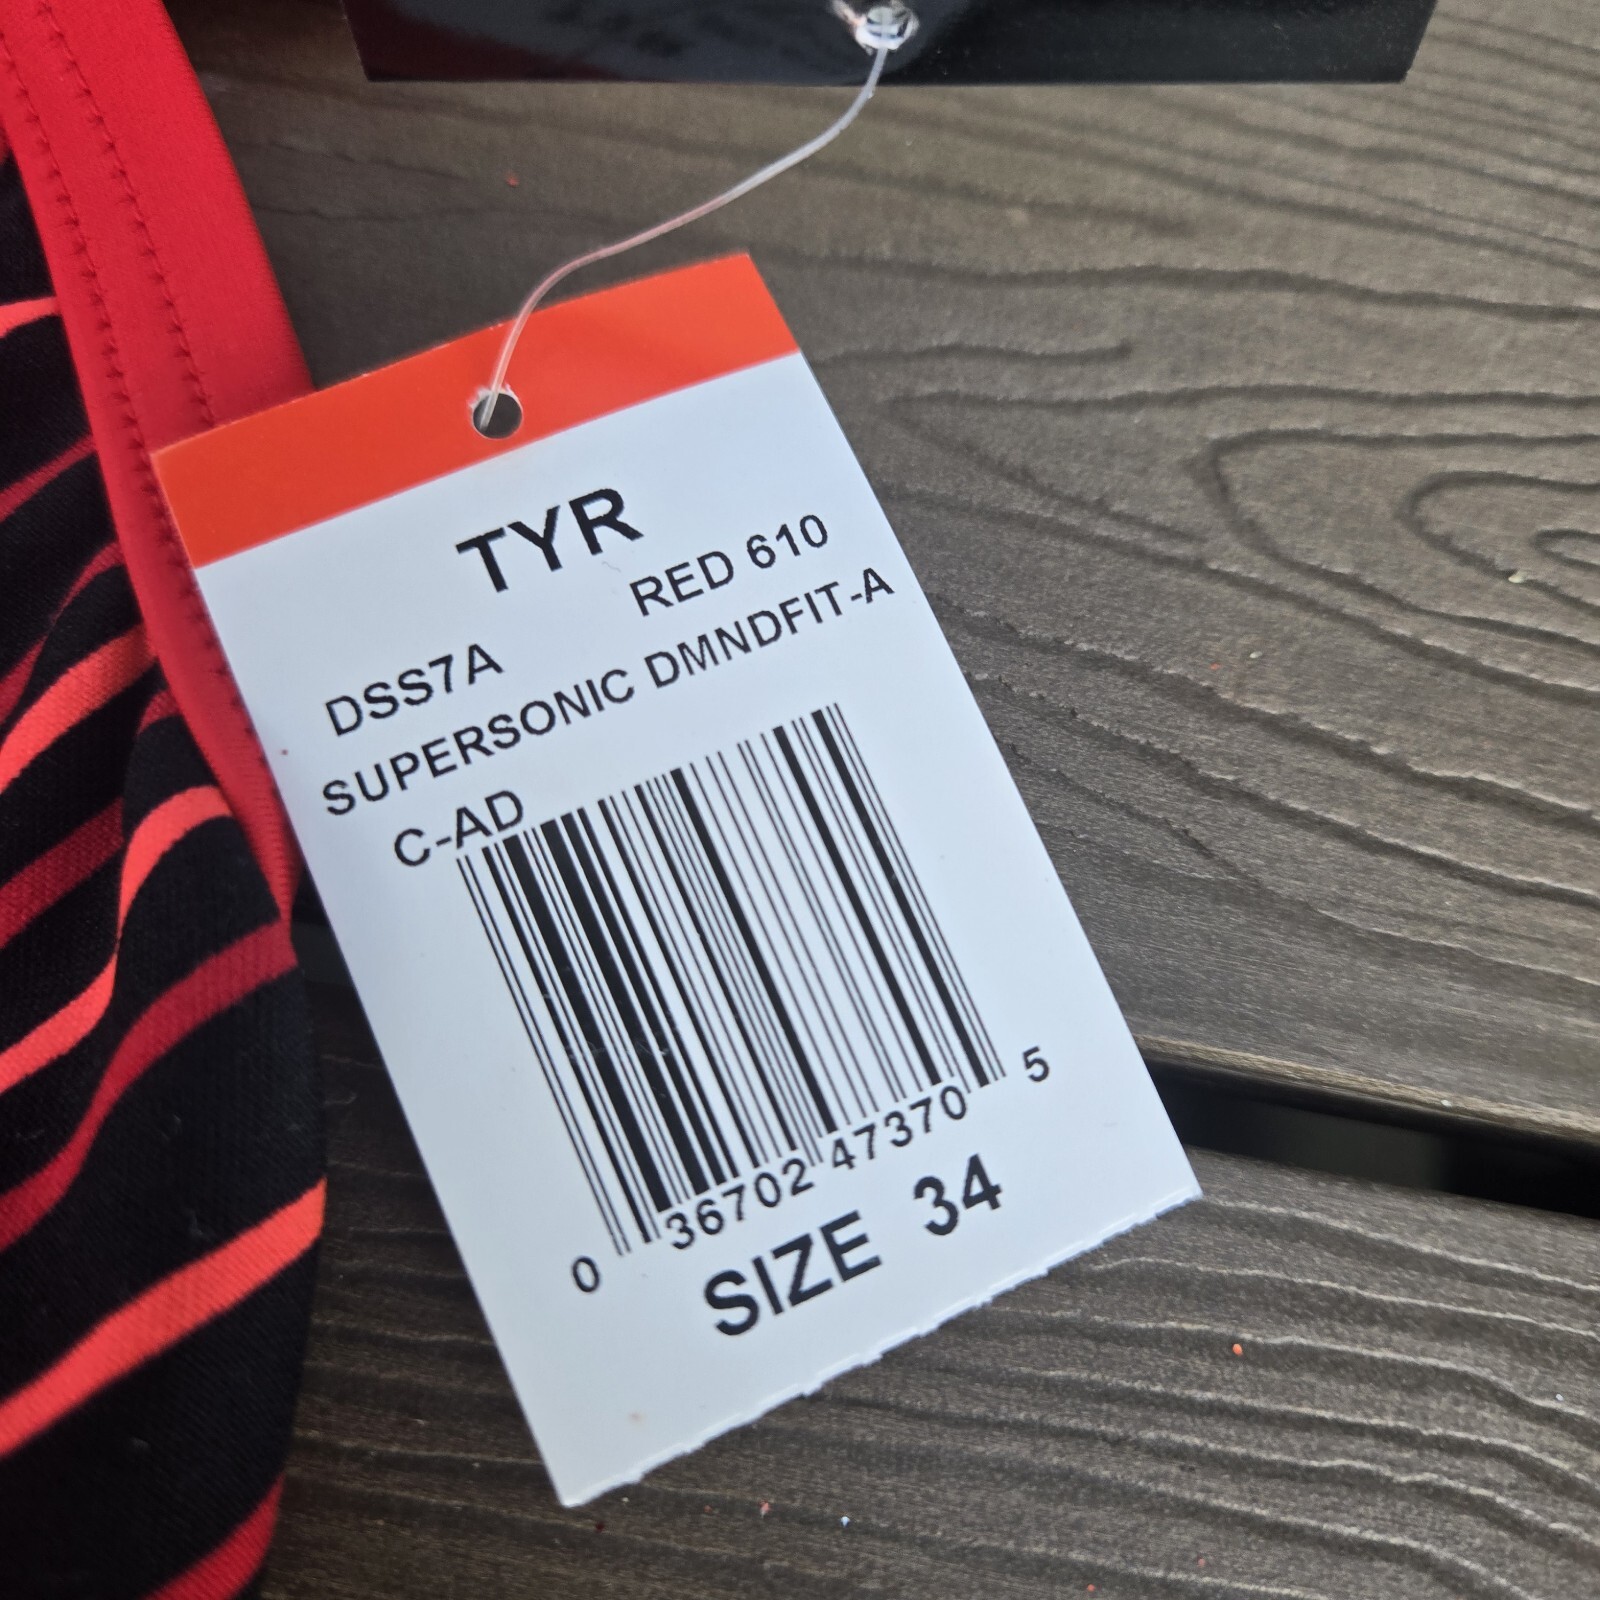 TYR
RED 610
DSS7A
SUPERSONIC DMNDFIT-A
C-AD
0 36702 47370 5
SIZE 34